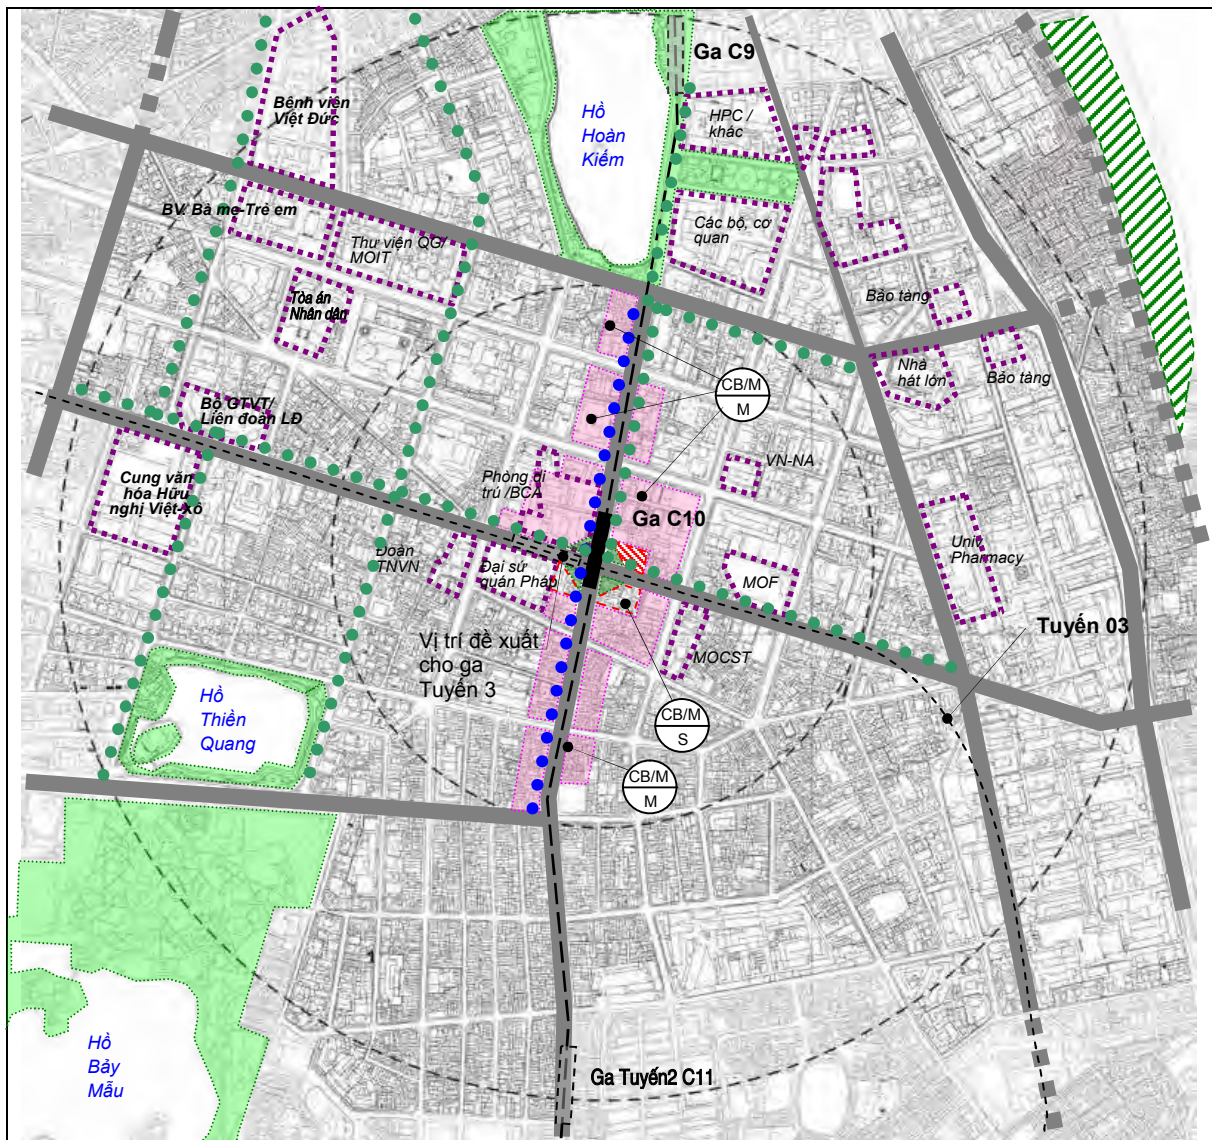 Ga C9
Bệnh viện
Việt Đức
Hồ
Hoàn
Kiếm
HPC /
khác
BV. Bà mẹ-Trẻ em
Thư viện QG/
MOIT
Các bộ, cơ
quan
Tòa án
Nhân dân
Bảo tàng
Nhà
hát lớn
Bảo tàng
CB/M
M
Bộ GTVT/
Liên đoàn LĐ
Cung văn
hóa Hữu
nghị Việt-Xô
Phòng di
trú /BCA
VN-NA
Ga C10
Đoàn
TNVN
Đại sứ
quán Pháp
MOF
Univ.
Pharmacy
Vị trí đề xuất
cho ga
Tuyến 3
MOCST
Tuyến 03
Hồ
Thiền
Quang
CB/M
S
CB/M
M
1
Hồ
Bảy
Mẫu
Ga Tuyến2 C11